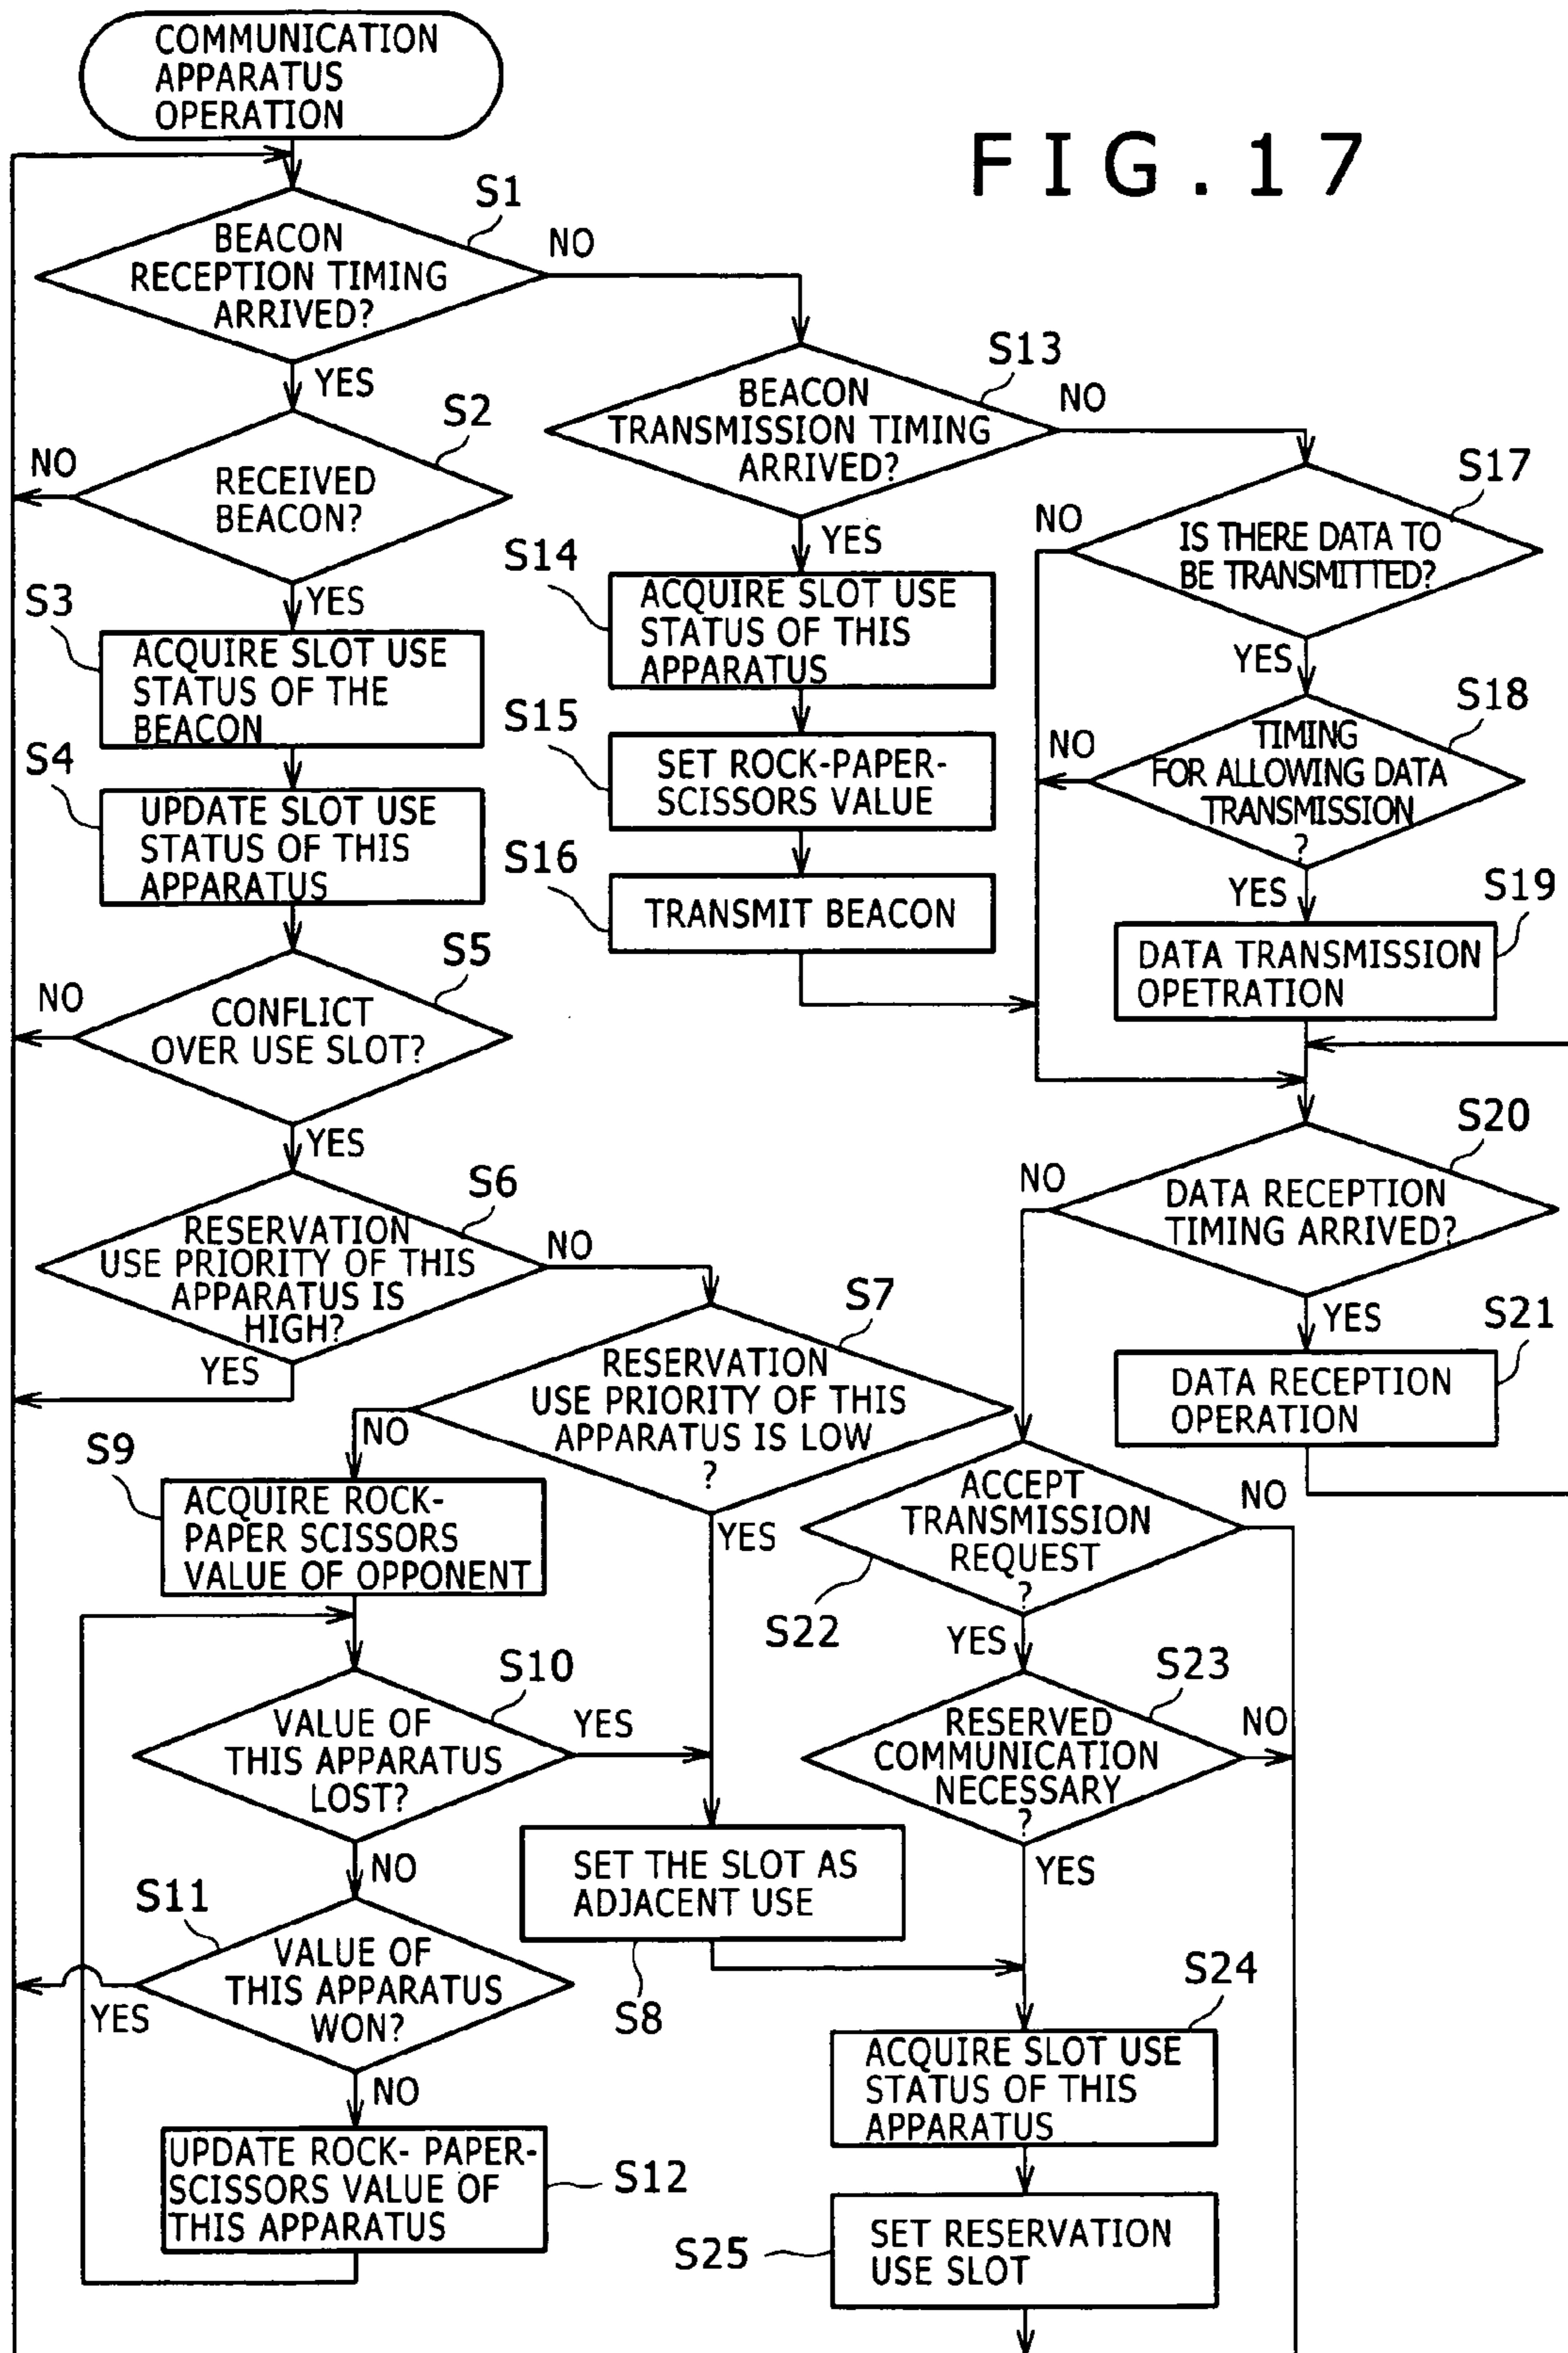 COMMUNICATION
APPARATUS
OPERATION
FIG.17
S1
BEACON
RECEPTION TIMING
ARRIVED?
NO
YES
S2
RECEIVED
BEACON?
NO
YES
S3
ACQUIRE SLOT USE
STATUS OF THE
BEACON
S4
UPDATE SLOT USE
STATUS OF THIS
APPARATUS
S5
CONFLICT
OVER USE SLOT?
NO
YES
S6
RESERVATION
USE PRIORITY OF THIS
APPARATUS IS
HIGH?
NO
YES
S7
RESERVATION
USE PRIORITY OF THIS
APPARATUS IS LOW
?
NO
YES
S9
ACQUIRE ROCK-
PAPER SCISSORS
VALUE OF OPPONENT
S10
VALUE OF
THIS APPARATUS
LOST?
YES
NO
SET THE SLOT AS
ADJACENT USE
S8
S11
VALUE OF
THIS APPARATUS
WON?
YES
NO
UPDATE ROCK- PAPER-
SCISSORS VALUE OF
THIS APPARATUS
S12
S13
BEACON
TRANSMISSION TIMING
ARRIVED?
NO
YES
S14
ACQUIRE SLOT USE
STATUS OF THIS
APPARATUS
S15
SET ROCK-PAPER-
SCISSORS VALUE
S16
TRANSMIT BEACON
S17
IS THERE DATA TO
BE TRANSMITTED?
NO
YES
S18
TIMING
FOR ALLOWING DATA
TRANSMISSION
?
NO
YES
S19
DATA TRANSMISSION
OPETRATION
S20
DATA RECEPTION
TIMING ARRIVED?
NO
YES
S21
DATA RECEPTION
OPERATION
ACCEPT
TRANSMISSION
REQUEST
?
S22
NO
YES
S23
RESERVED
COMMUNICATION
NECESSARY
?
NO
YES
S24
ACQUIRE SLOT USE
STATUS OF THIS
APPARATUS
S25
SET RESERVATION
USE SLOT